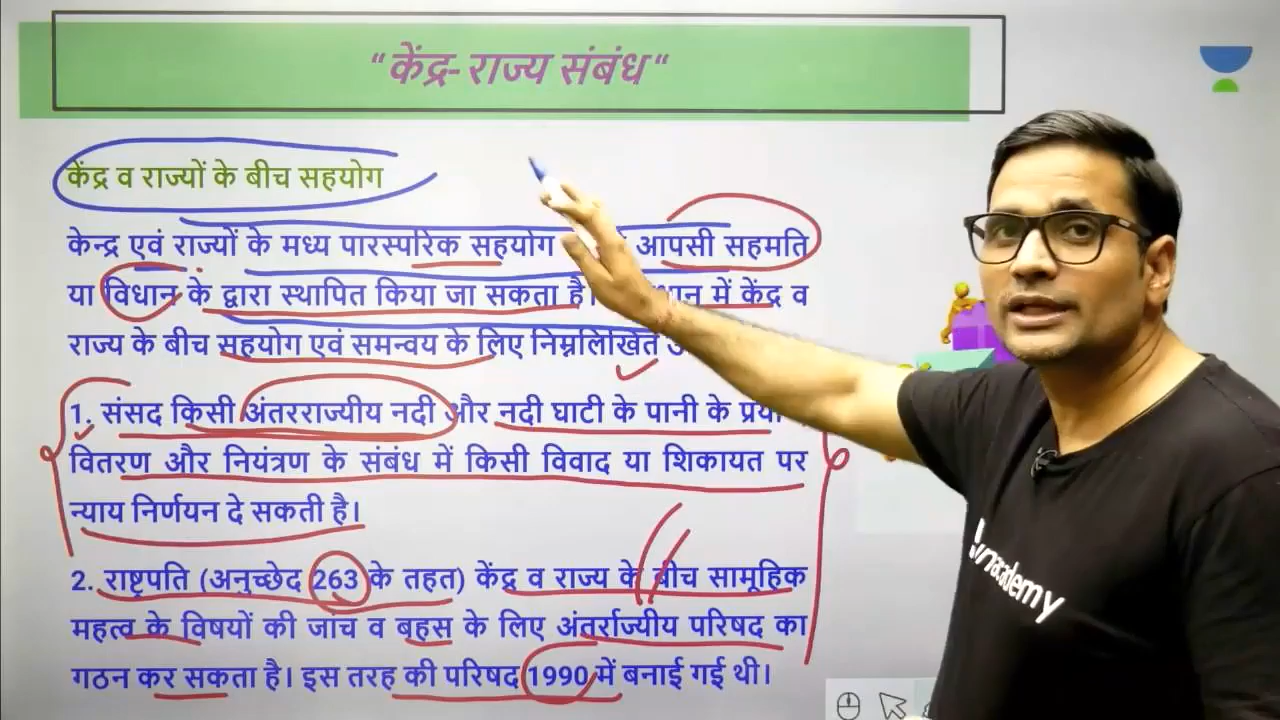 “केंद्र- राज्य संबंध“
केंद्र व राज्यों के बीच सहयोग
केन्द्र एवं राज्यों के मध्य पारस्परिक सहयोग आपसी सहमति
या विधान के द्वारा स्थापित किया जा सकता है। में केंद्र व
राज्य के बीच सहयोग एवं समन्वय के लिए निम्नलिखित
1. संसद किसी अंतरराज्यीय नदी और नदी घाटी के पानी के
वितरण और नियंत्रण के संबंध में किसी विवाद या शिकायत पर
न्याय निर्णयन दे सकती है।
2. राष्ट्रपति (अनुच्छेद 263 के तहत) केंद्र व राज्य के बीच सामूहिक
महत्व के विषयों की जांच व बहस के लिए अंतर्राज्यीय परिषद का
गठन कर सकता है। इस तरह की परिषद 1990 में बनाई गई थी।
unacademy